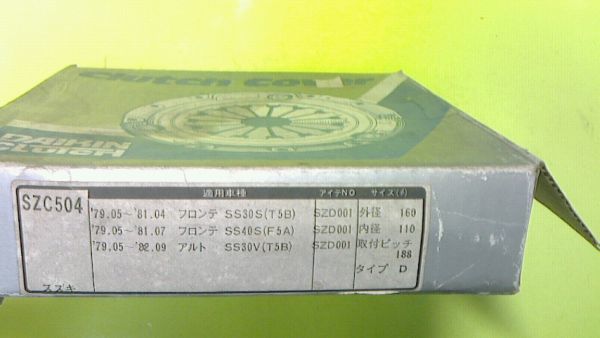 Clutch Cover
DAIKIN
Clutch
SZC504
スズキ
適用車種 アイテNO サイズ(㎜)
'79.05~'81.04 フロンテ SS30S(T5B) SZD001 外径 160
'79.05~'81.07 フロンテ SS40S(F5A) SZD001 内径 110
'79.05~'82.09 アルト SS30V(T5B) SZD001 取付ピッチ
188
タイプ D